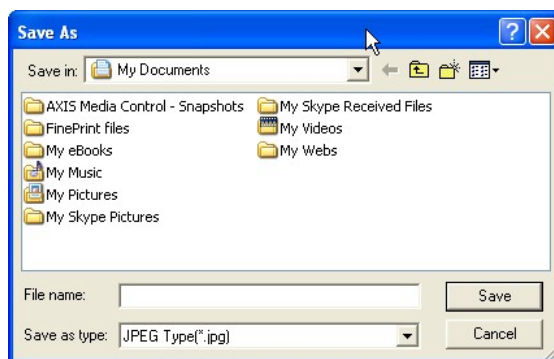 Save As
Save in: My Documents
AXIS Media Control - Snapshots
FinePrint files
My eBooks
My Music
My Pictures
My Skype Pictures
My Skype Received Files
My Videos
My Webs
File name:
Save
Save as type: JPEG Type(*.jpg)
Cancel